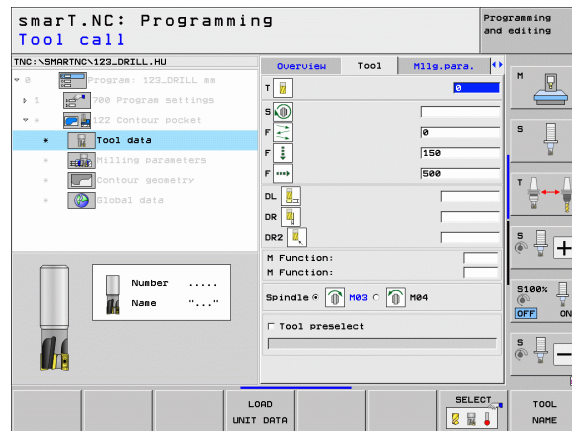 smarT.NC: Programming
Tool call
Programming
and editing
TNC:\SMARTNC\123_DRILL.HU
0 Program: 123_DRILL mm
1 700 Program settings
* 122 Contour pocket
* Tool data
* Milling parameters
* Contour geometry
* Global data
Number .....
Name "..."
Overview Tool Mllg.para.
T 0
S
F 0
F 150
F 500
DL
DR
DR2
M Function:
M Function:
Spindle M03 M04
Tool preselect
M
S
T
S +
S100%
OFF ON
S -
LOAD
UNIT DATA
SELECT
TOOL
NAME